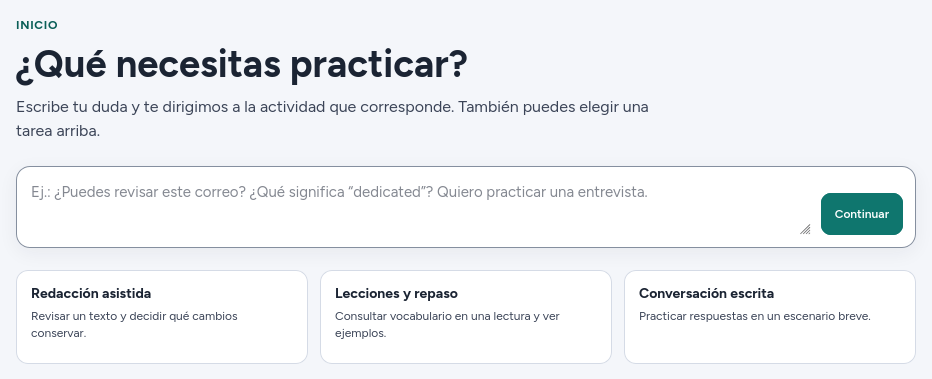 INICIO
¿Qué necesitas practicar?
Escribe tu duda y te dirigimos a la actividad que corresponde. También puedes elegir una
tarea arriba.
Ej.: ¿Puedes revisar este correo? ¿Qué significa “dedicated”? Quiero practicar una entrevista.
Continuar
Redacción asistida
Revisar un texto y decidir qué cambios
conservar.
Lecciones y repaso
Consultar vocabulario en una lectura y ver
ejemplos.
Conversación escrita
Practicar respuestas en un escenario breve.